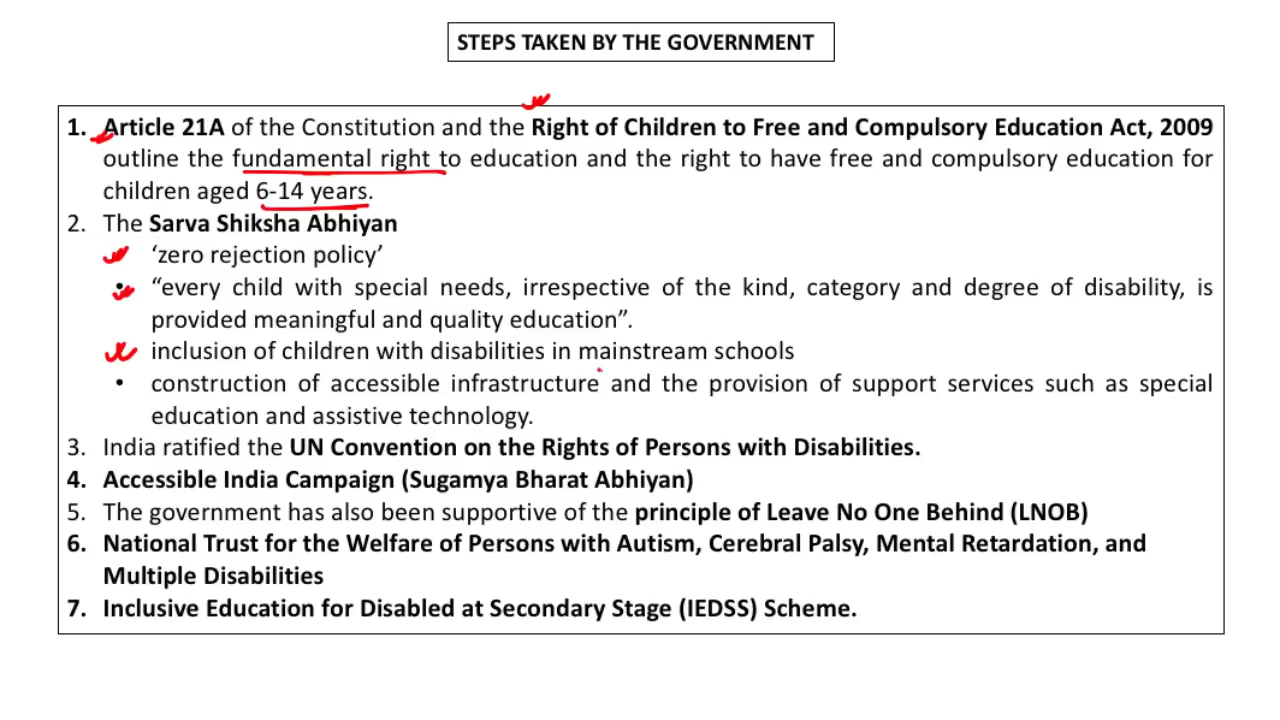 STEPS TAKEN BY THE GOVERNMENT
1. Article 21A of the Constitution and the Right of Children to Free and Compulsory Education Act, 2009
outline the fundamental right to education and the right to have free and compulsory education for
children aged 6-14 years.
2. The Sarva Shiksha Abhiyan
‘zero rejection policy’
• “every child with special needs, irrespective of the kind, category and degree of disability, is
provided meaningful and quality education”.
inclusion of children with disabilities in mainstream schools
• construction of accessible infrastructure and the provision of support services such as special
education and assistive technology.
3. India ratified the UN Convention on the Rights of Persons with Disabilities.
4. Accessible India Campaign (Sugamya Bharat Abhiyan)
5. The government has also been supportive of the principle of Leave No One Behind (LNOB)
6. National Trust for the Welfare of Persons with Autism, Cerebral Palsy, Mental Retardation, and
Multiple Disabilities
7. Inclusive Education for Disabled at Secondary Stage (IEDSS) Scheme.